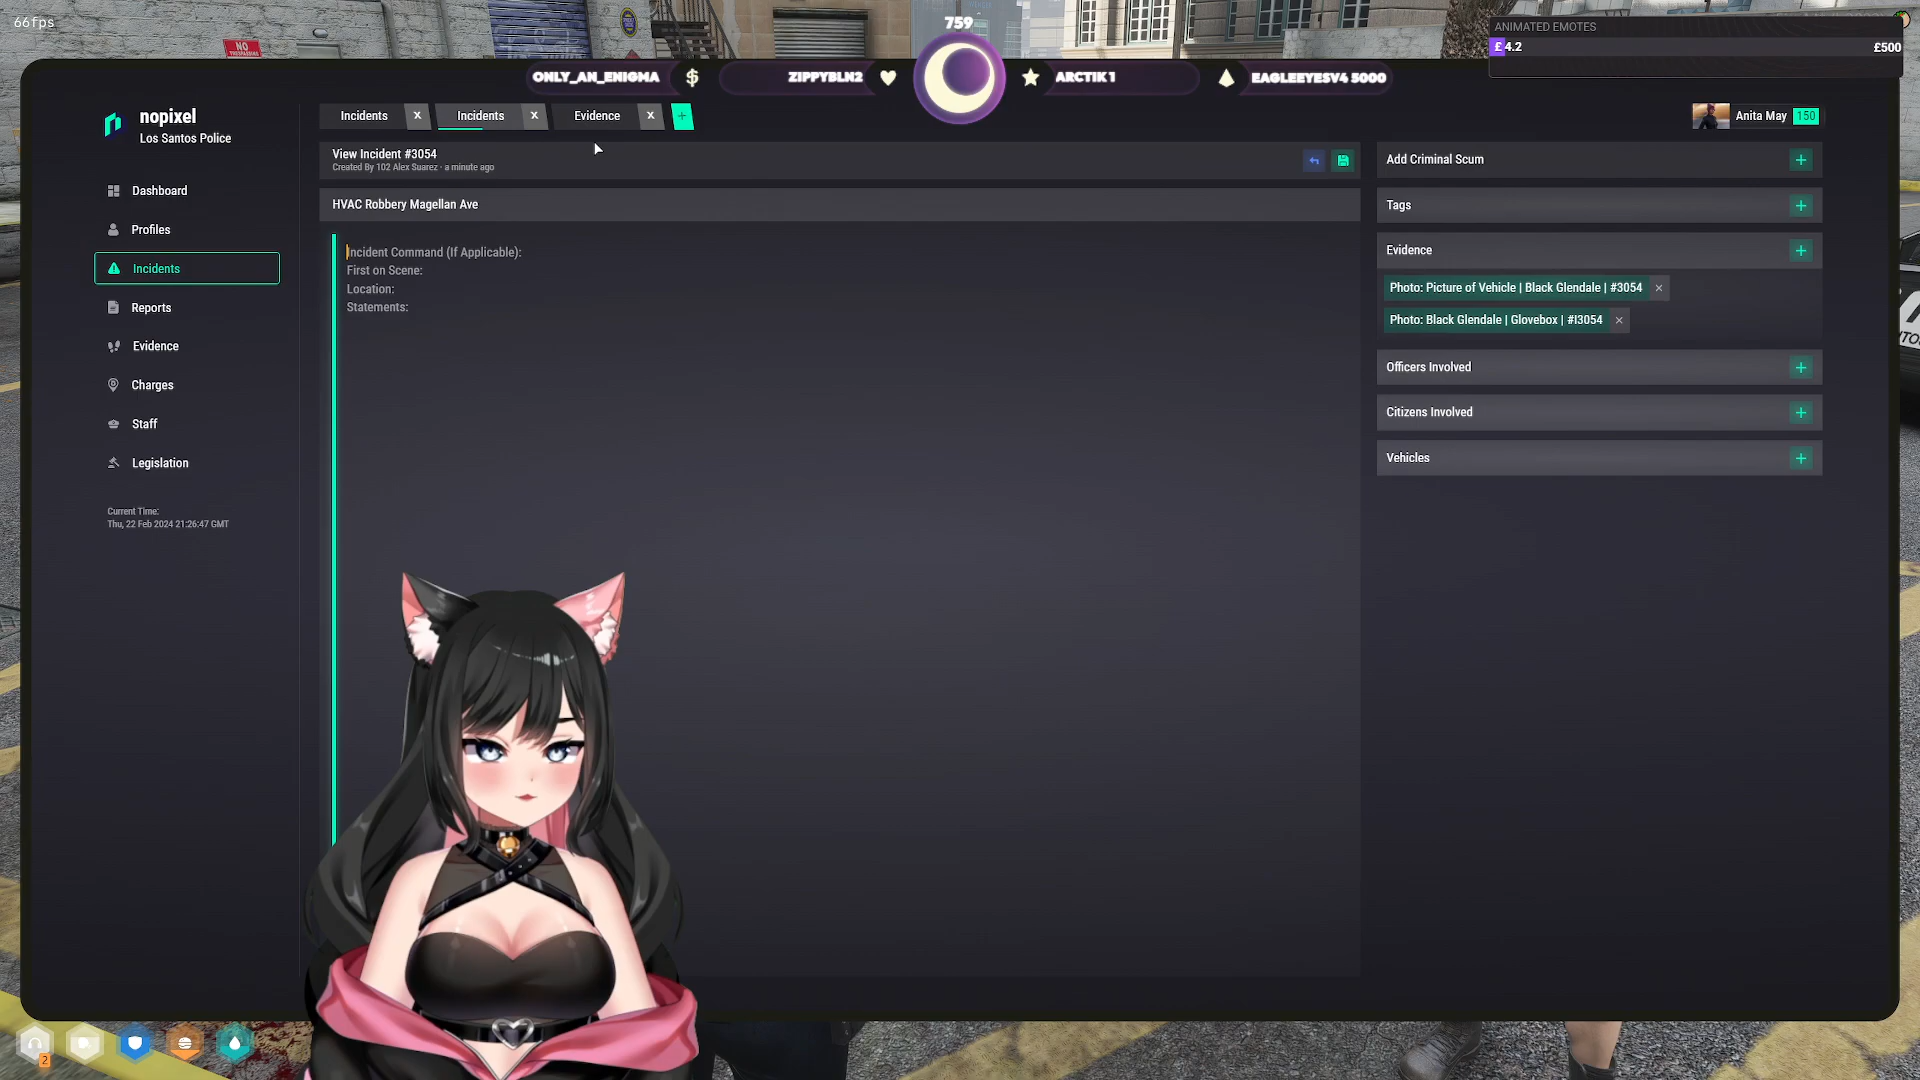 66fps
NO
759
ANIMATED EMOTES
£ 4.2 £500
ONLY_AN_ENIGMA
ZIPPYBLN2
ARCTIK 1
EAGLEEYESV4 5000
nopixel
Los Santos Police
Incidents x Incidents x Evidence x +
Anita May 150
View Incident #3054
Created By 102 Alex Suarez · a minute ago
HVAC Robbery Magellan Ave
Incident Command (If Applicable):
First on Scene:
Location:
Statements:
Dashboard
Profiles
Incidents
Reports
Evidence
Charges
Staff
Legislation
Current Time:
Thu, 22 Feb 2024 21:26:47 GMT
Add Criminal Scum +
Tags +
Evidence +
Photo: Picture of Vehicle | Black Glendale | #3054 x
Photo: Black Glendale | Glovebox | #I3054 x
Officers Involved +
Citizens Involved +
Vehicles +
2